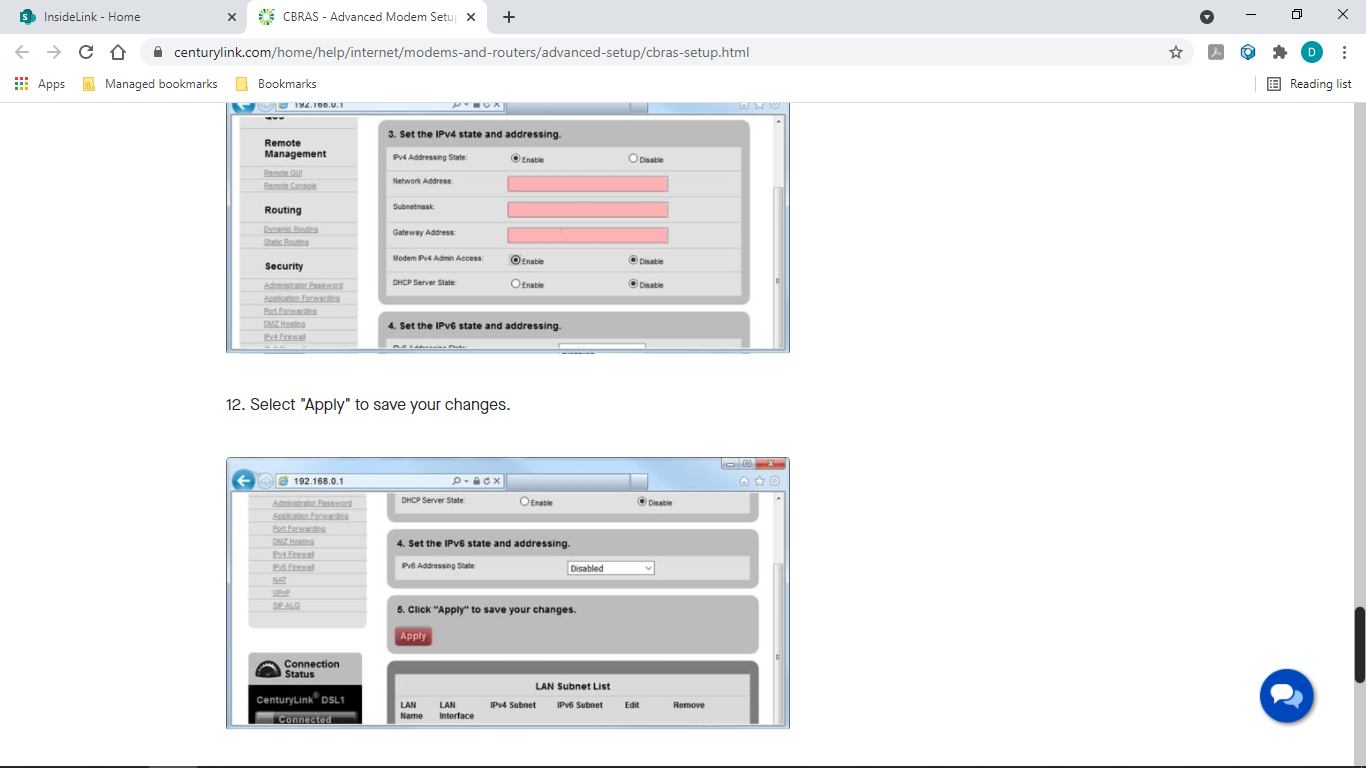 InsideLink - Home
CBRAS - Advanced Modem Setup
centurylink.com/home/help/internet/modems-and-routers/advanced-setup/cbras-setup.html
D
Apps
Managed bookmarks
Bookmarks
Reading list
192.168.0.1
QoS
Remote
Management
Remote GUI
Remote Console
Routing
Dynamic Routing
Static Routing
Security
Administrator Password
Application Forwarding
Port Forwarding
DMZ Hosting
IPv4 Firewall
3. Set the IPv4 state and addressing.
IPv4 Addressing State: Enable Disable
Network Address:
Subnetmask:
Gateway Address:
Modem IPv4 Admin Access: Enable Disable
DHCP Server State: Enable Disable
4. Set the IPv6 state and addressing.
IPv6 Addressing State:
12. Select "Apply" to save your changes.
192.168.0.1
Administrator Password
Application Forwarding
Port Forwarding
DMZ Hosting
IPv4 Firewall
IPv6 Firewall
NAT
UPnP
SIP ALG
Connection
Status
CenturyLink® DSL1
Connected
DHCP Server State: Enable Disable
4. Set the IPv6 state and addressing.
IPv6 Addressing State: Disabled
5. Click "Apply" to save your changes.
Apply
LAN Subnet List
LAN Name LAN Interface IPv4 Subnet IPv6 Subnet Edit Remove